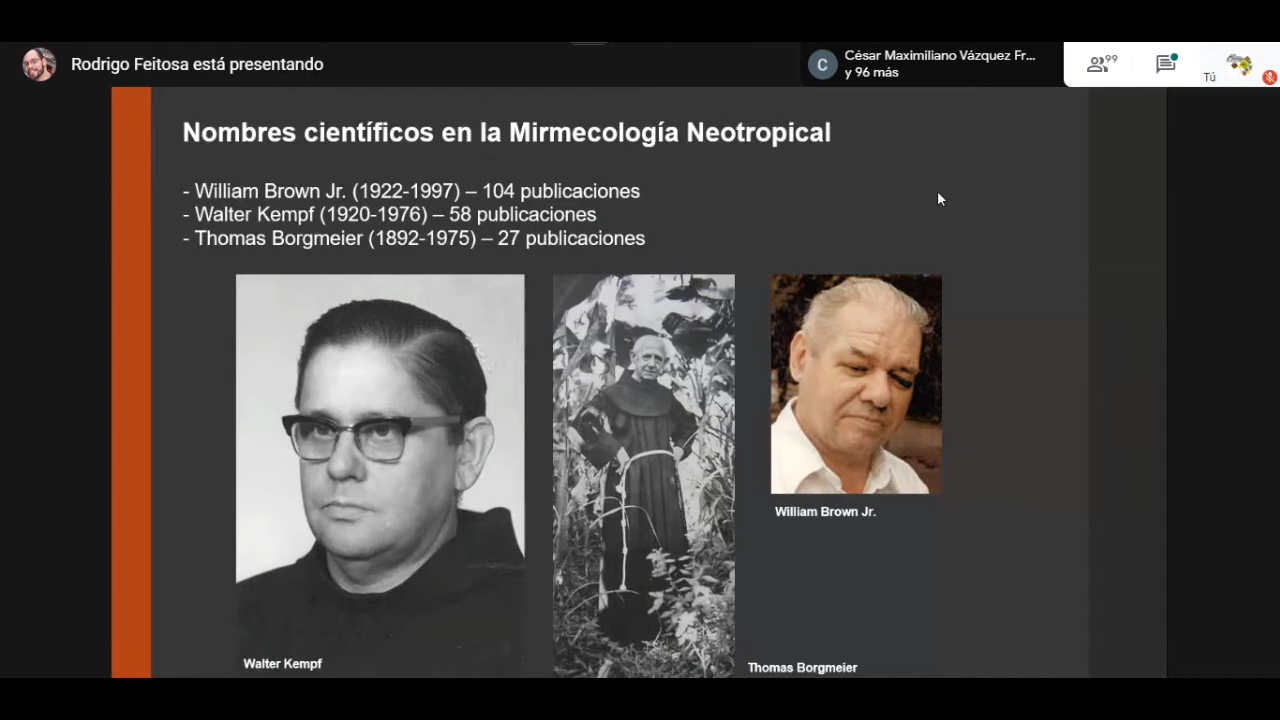 Rodrigo Feitosa está presentando
César Maximiliano Vázquez Fr...
y 96 más
C
99
Tú
Nombres científicos en la Mirmecología Neotropical
- William Brown Jr. (1922-1997) – 104 publicaciones
- Walter Kempf (1920-1976) – 58 publicaciones
- Thomas Borgmeier (1892-1975) – 27 publicaciones
William Brown Jr.
Walter Kempf
Thomas Borgmeier